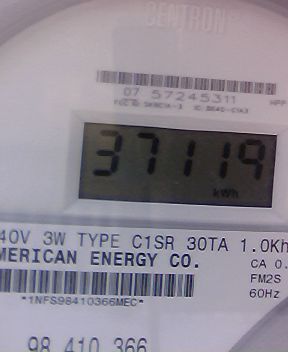 CENTRON
07 57245311
37119
kWh
40V 3W TYPE C1SR 30TA 1.0Kh
MERICAN ENERGY CO.
CA 0.
FM2S
60Hz
*1NFS98410366MEC*
98 410 366